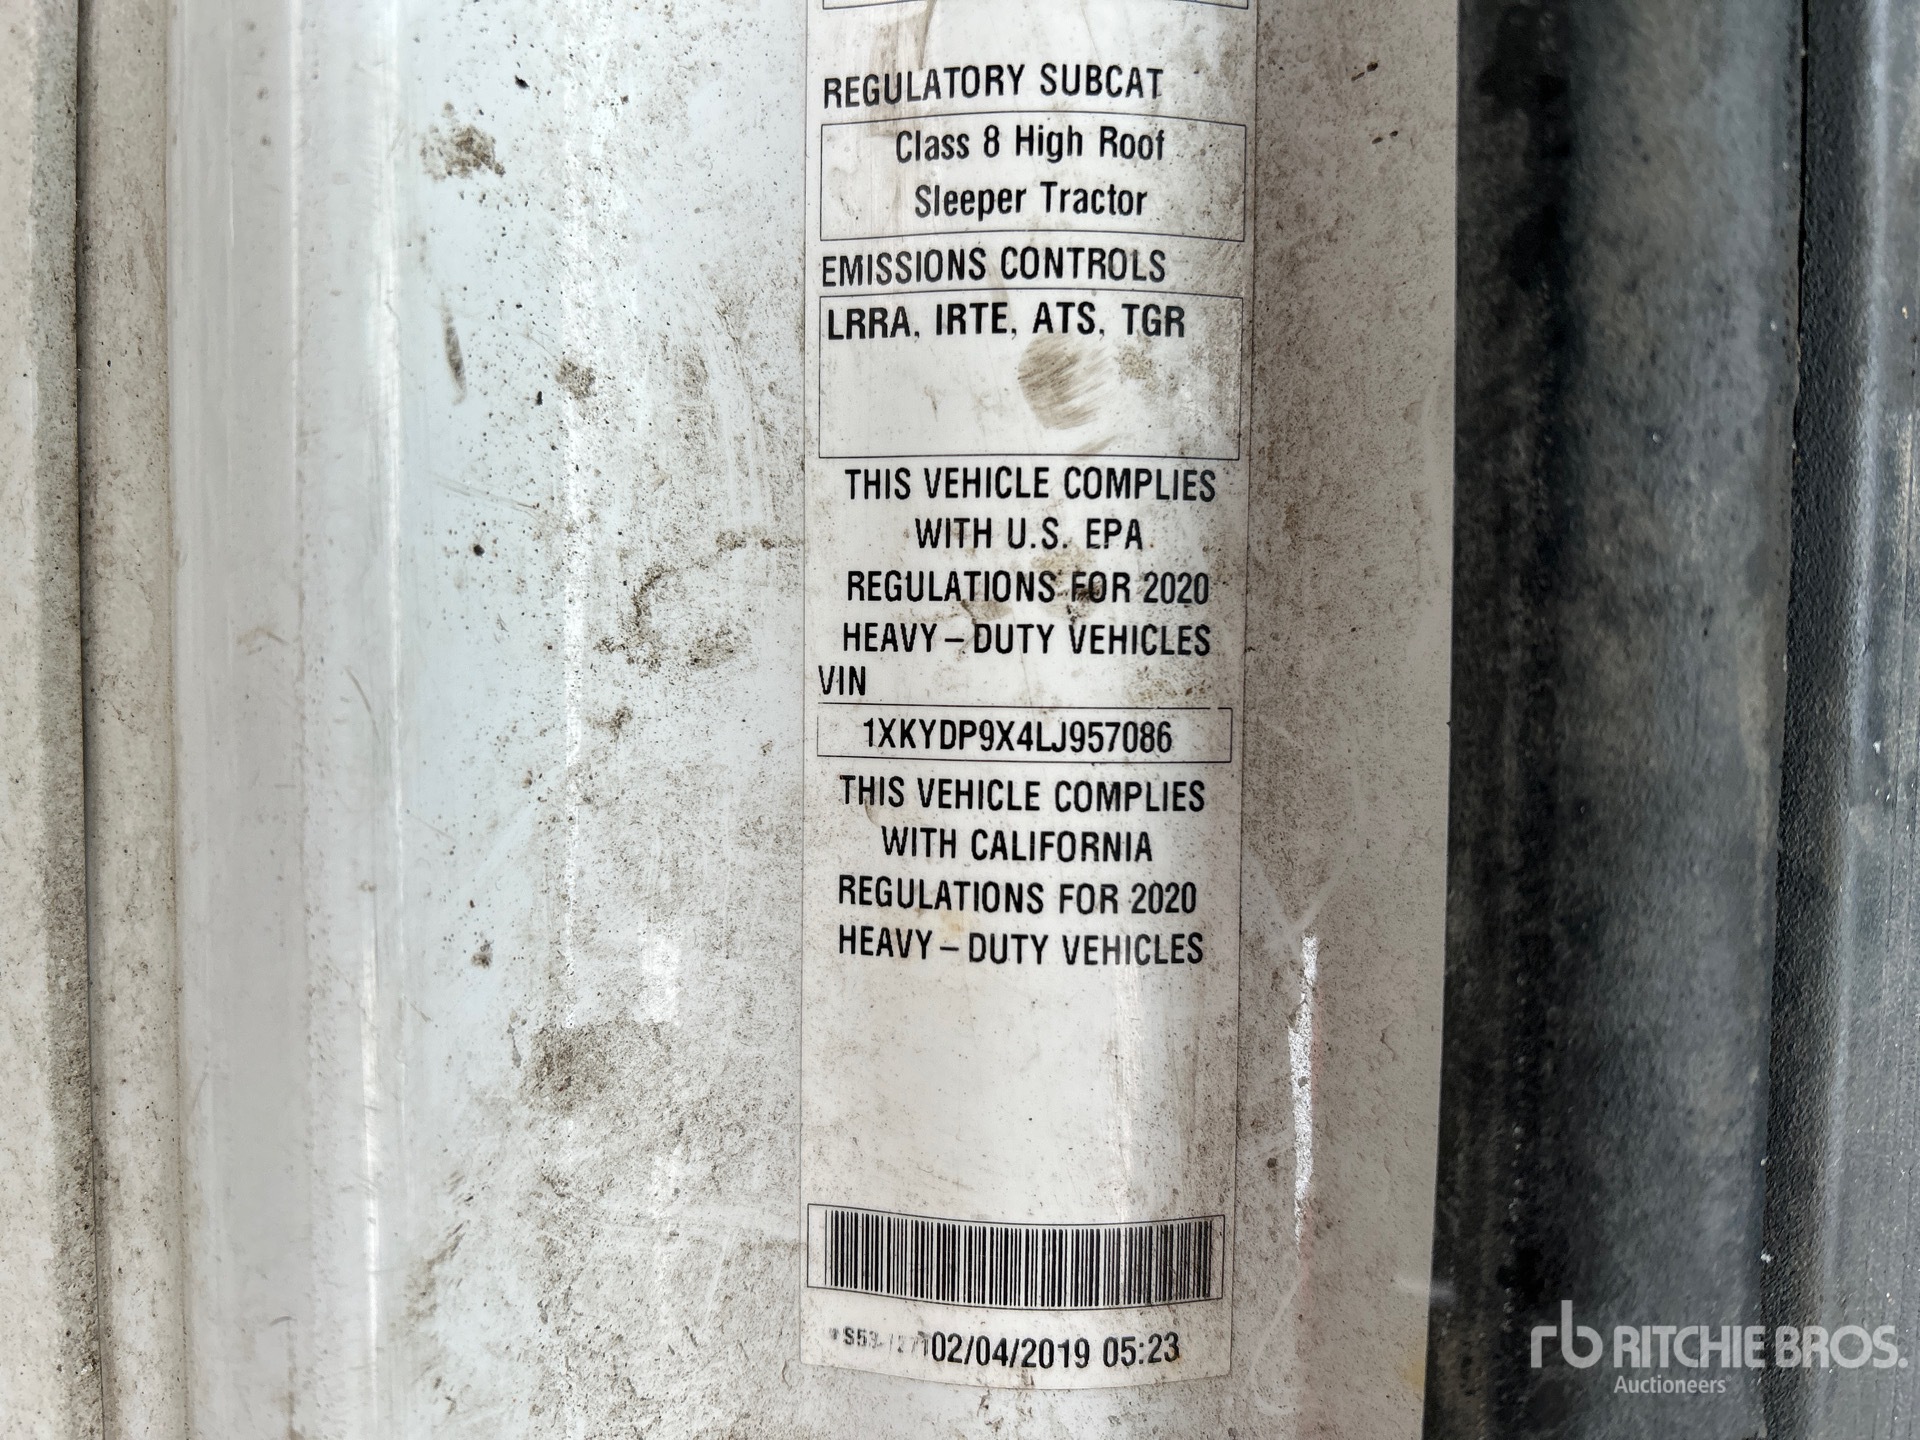 REGULATORY SUBCAT
Class 8 High Roof
Sleeper Tractor
EMISSIONS CONTROLS
LRRA, IRTE, ATS, TGR
THIS VEHICLE COMPLIES
WITH U.S. EPA
REGULATIONS FOR 2020
HEAVY-DUTY VEHICLES
VIN
1XKYDP9X4LJ957086
THIS VEHICLE COMPLIES
WITH CALIFORNIA
REGULATIONS FOR 2020
HEAVY-DUTY VEHICLES
02/04/2019 05:23
rb RITCHIE BROS.
Auctioneers